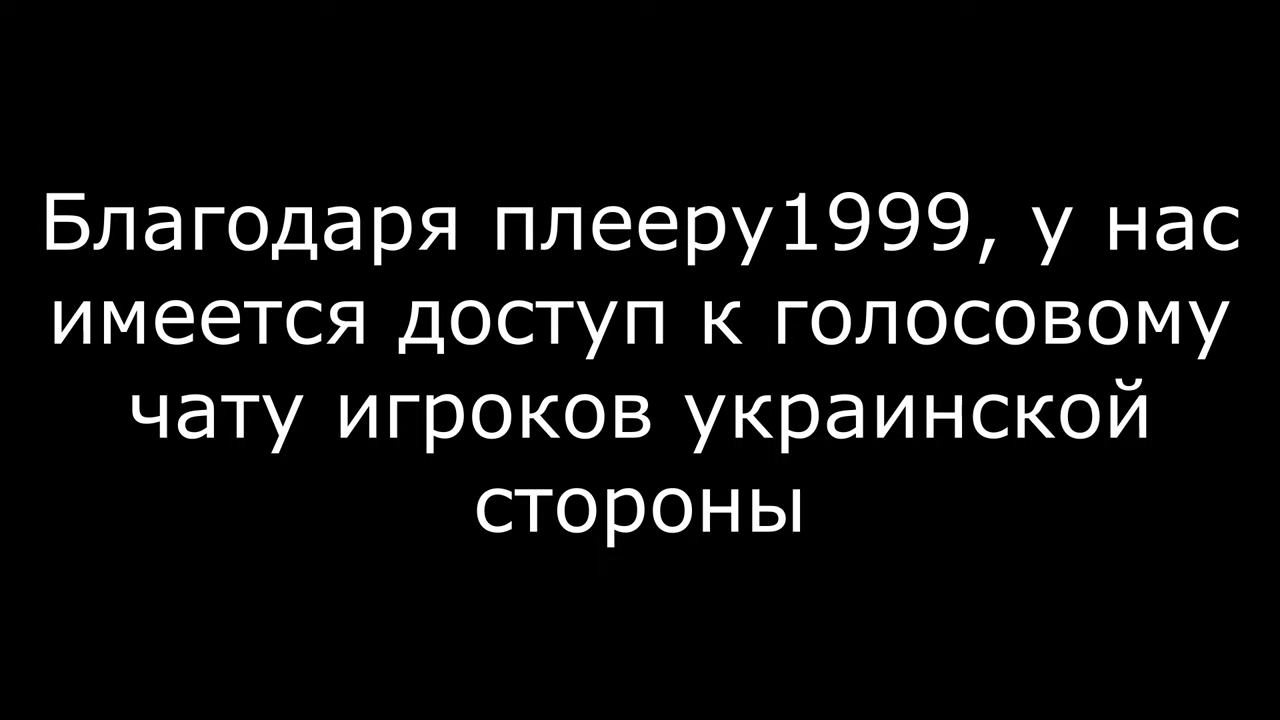 Благодаря плееру1999, у нас
имеется доступ к голосовому
чату игроков украинской
стороны